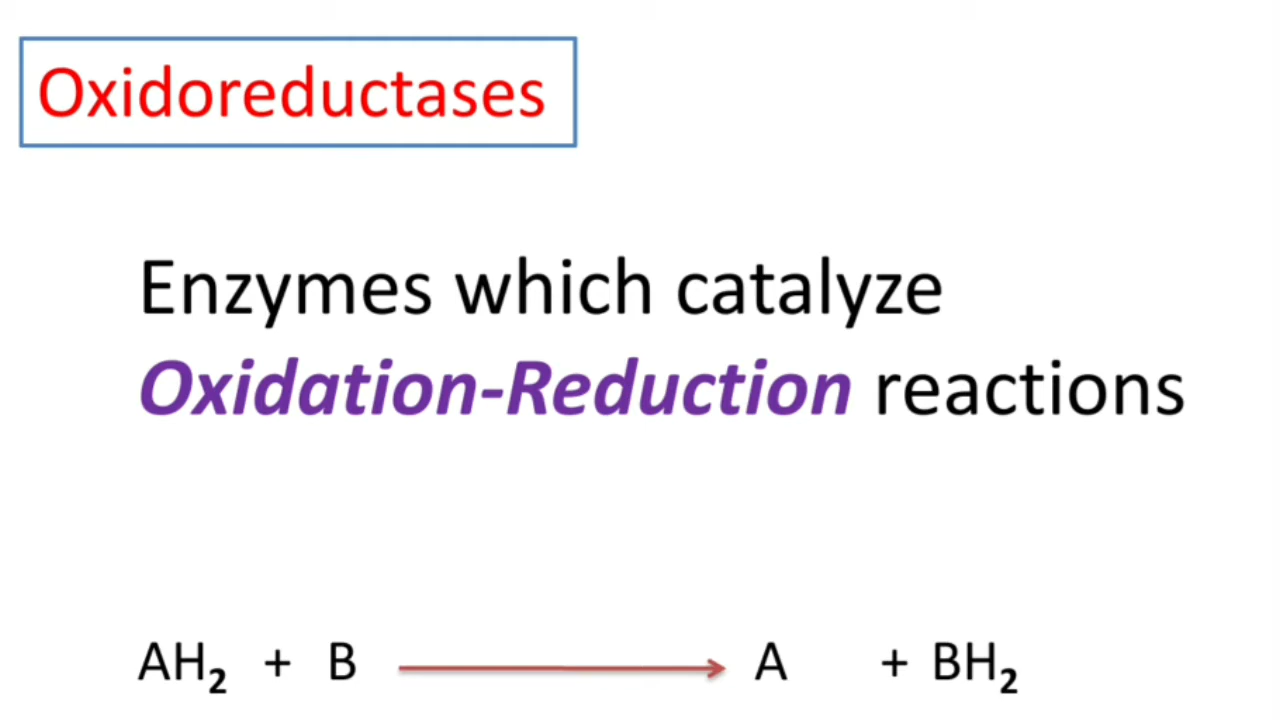 Oxidoreductases
Enzymes which catalyze
Oxidation-Reduction reactions
AH₂ + B → A + BH₂